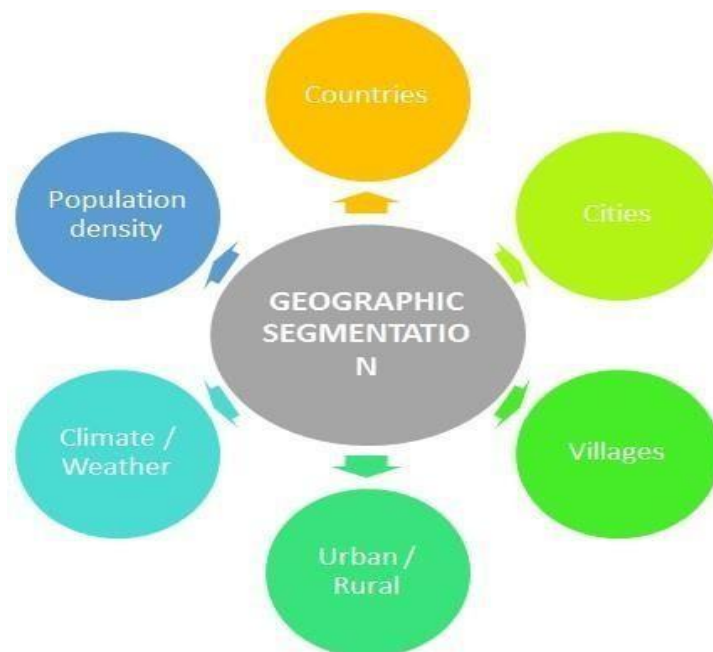 Countries
Population
density
Cities
GEOGRAPHIC
SEGMENTATIO
N
Climate /
Weather
Villages
Urban /
Rural